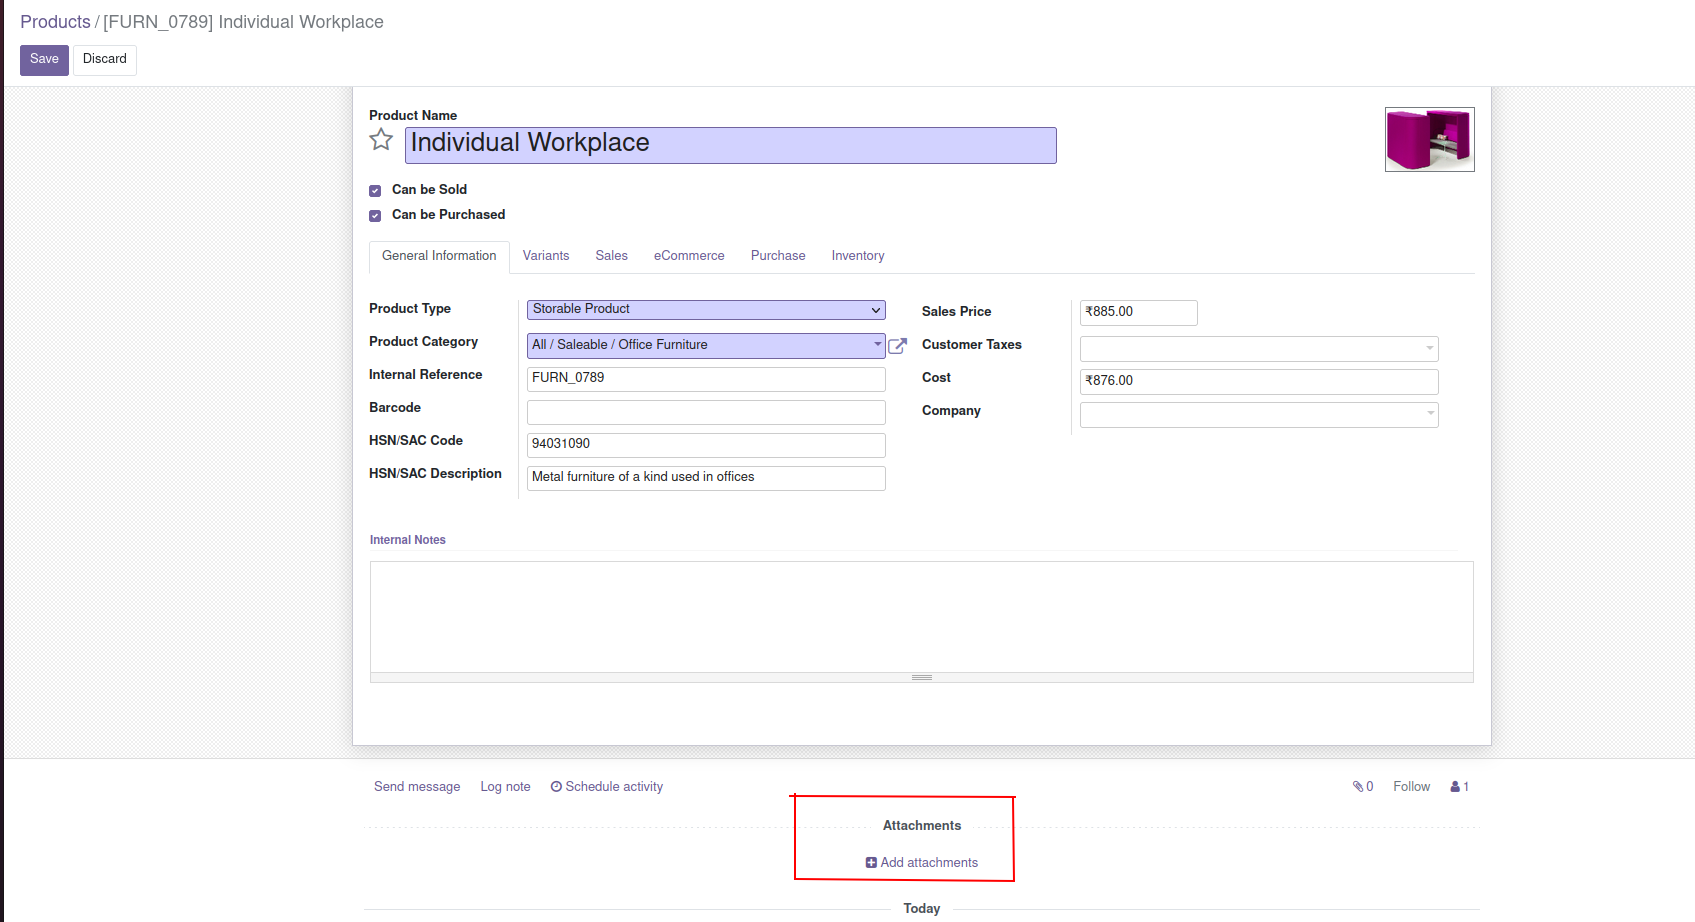 Products / [FURN_0789] Individual Workplace
Save Discard
Product Name
Individual Workplace
Can be Sold
Can be Purchased
General Information Variants Sales eCommerce Purchase Inventory
Product Type Storable Product
Product Category All / Saleable / Office Furniture
Internal Reference FURN_0789
Barcode
HSN/SAC Code 94031090
HSN/SAC Description Metal furniture of a kind used in offices
Sales Price ₹885.00
Customer Taxes
Cost ₹876.00
Company
Internal Notes
Send message Log note Schedule activity 0 Follow 1
Attachments
Add attachments
Today